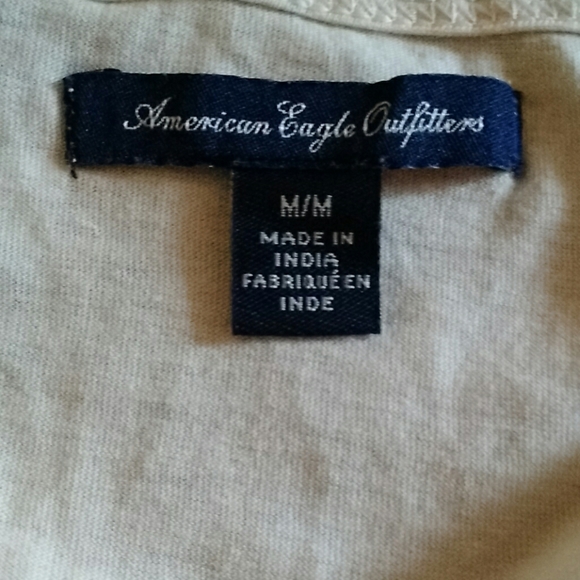 American Eagle Outfitters
M/M
MADE IN
INDIA
FABRIQUÉ EN
INDE